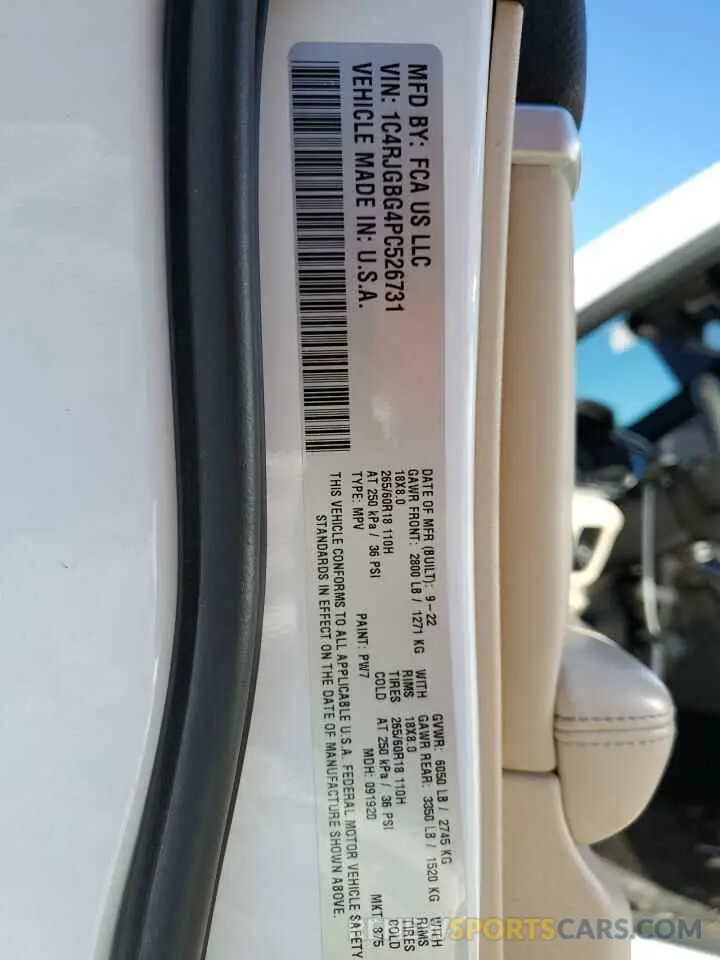 MFD BY: FCA US LLC
VIN: 1C4RJGBG4PC526731
VEHICLE MADE IN: U.S.A.
DATE OF MFR (BUILT): 9-22 GVWR: 6050 LB / 2745 KG
GAWR FRONT: 2800 LB / 1271 KG WITH GAWR REAR: 3350 LB / 1520 KG WITH
18X8.0 RIMS 18X8.0 RIMS
265/60R18 110H TIRES 265/60R18 110H TIRES
AT 250 kPa / 36 PSI COLD AT 250 kPa / 36 PSI COLD
TYPE: MPV PAINT: PW7 MDH: 091920 MKT: 875
THIS VEHICLE CONFORMS TO ALL APPLICABLE U.S.A. FEDERAL MOTOR VEHICLE SAFETY
STANDARDS IN EFFECT ON THE DATE OF MANUFACTURE SHOWN ABOVE.
SPORTSCARS.COM